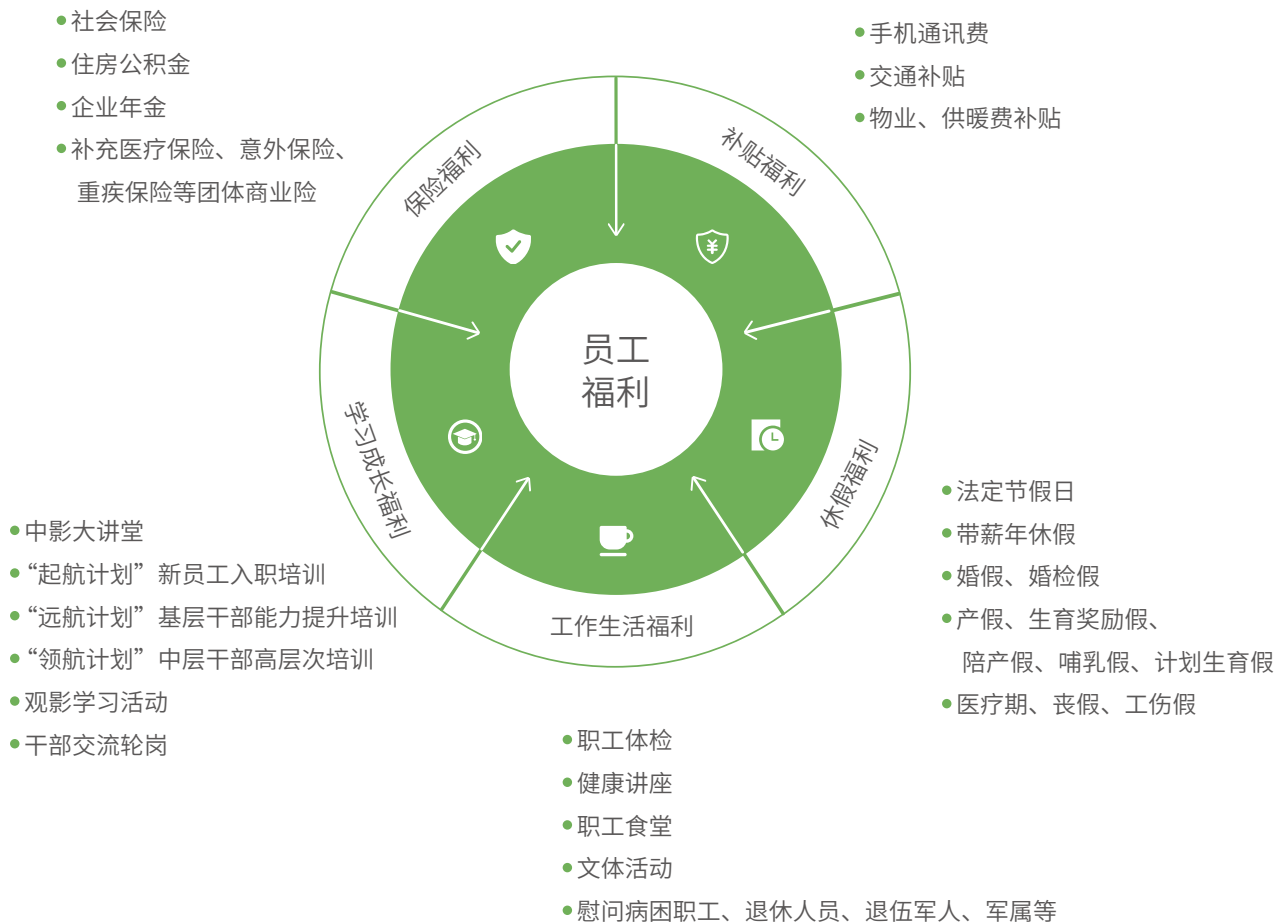 社会保险
住房公积金
企业年金
补充医疗保险、意外保险、
重疾保险等团体商业险
手机通讯费
交通补贴
物业、供暖费补贴
保险福利
补贴福利
员工
福利
学习成长福利
休假福利
工作生活福利
中影大讲堂
“起航计划”新员工入职培训
“远航计划”基层干部能力提升培训
“领航计划”中层干部高层次培训
观影学习活动
干部交流轮岗
法定节假日
带薪年休假
婚假、婚检假
产假、生育奖励假、
陪产假、哺乳假、计划生育假
医疗期、丧假、工伤假
职工体检
健康讲座
职工食堂
文体活动
慰问病困职工、退休人员、退伍军人、军属等